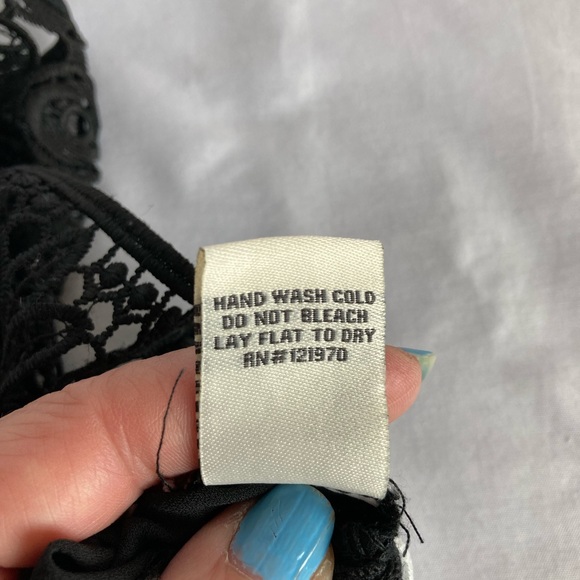 HAND WASH COLD
DO NOT BLEACH
LAY FLAT TO DRY
RN#121970